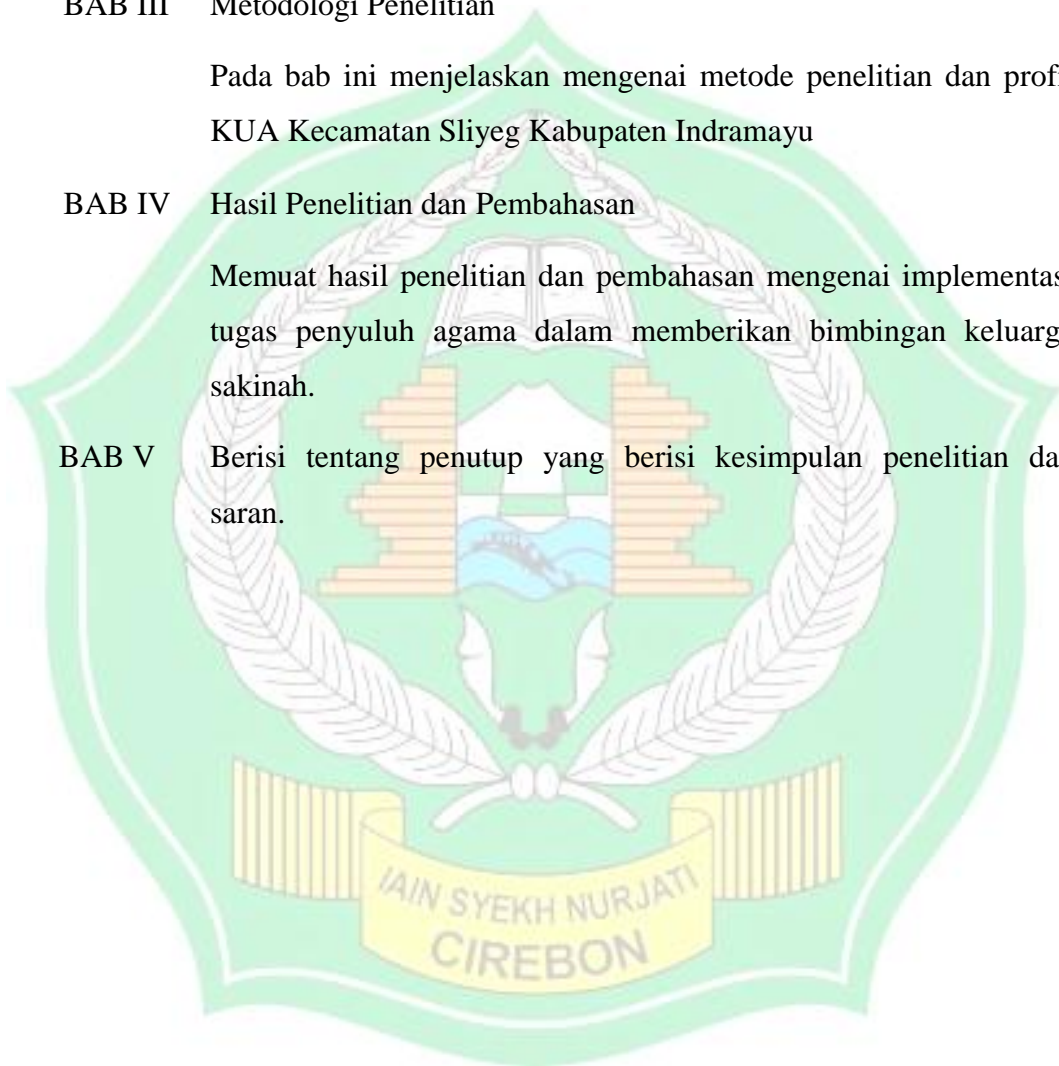 BAB III Metodologi Penelitian
Pada bab ini menjelaskan mengenai metode penelitian dan prof
KUA Kecamatan Sliyeg Kabupaten Indramayu
BAB IV Hasil Penelitian dan Pembahasan
Memuat hasil penelitian dan pembahasan mengenai implementas
tugas penyuluh agama dalam memberikan bimbingan keluarg
sakinah.
BAB V Berisi tentang penutup yang berisi kesimpulan penelitian da
saran.
IAIN SYEKH NURJATI
CIREBON